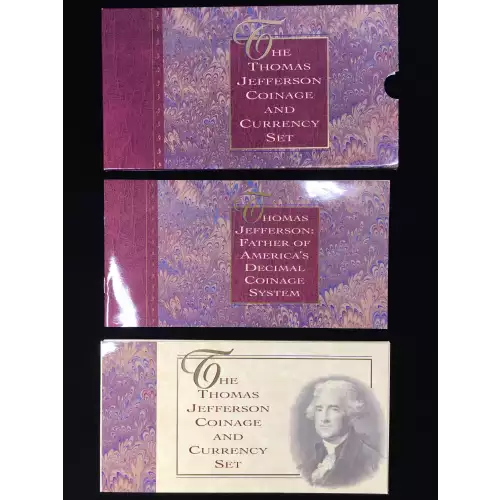 THE
THOMAS
JEFFERSON
COINAGE
AND
CURRENCY
SET
THOMAS
JEFFERSON:
FATHER OF
AMERICA'S
DECIMAL
COINAGE
SYSTEM
THE
THOMAS
JEFFERSON
COINAGE
AND
CURRENCY
SET